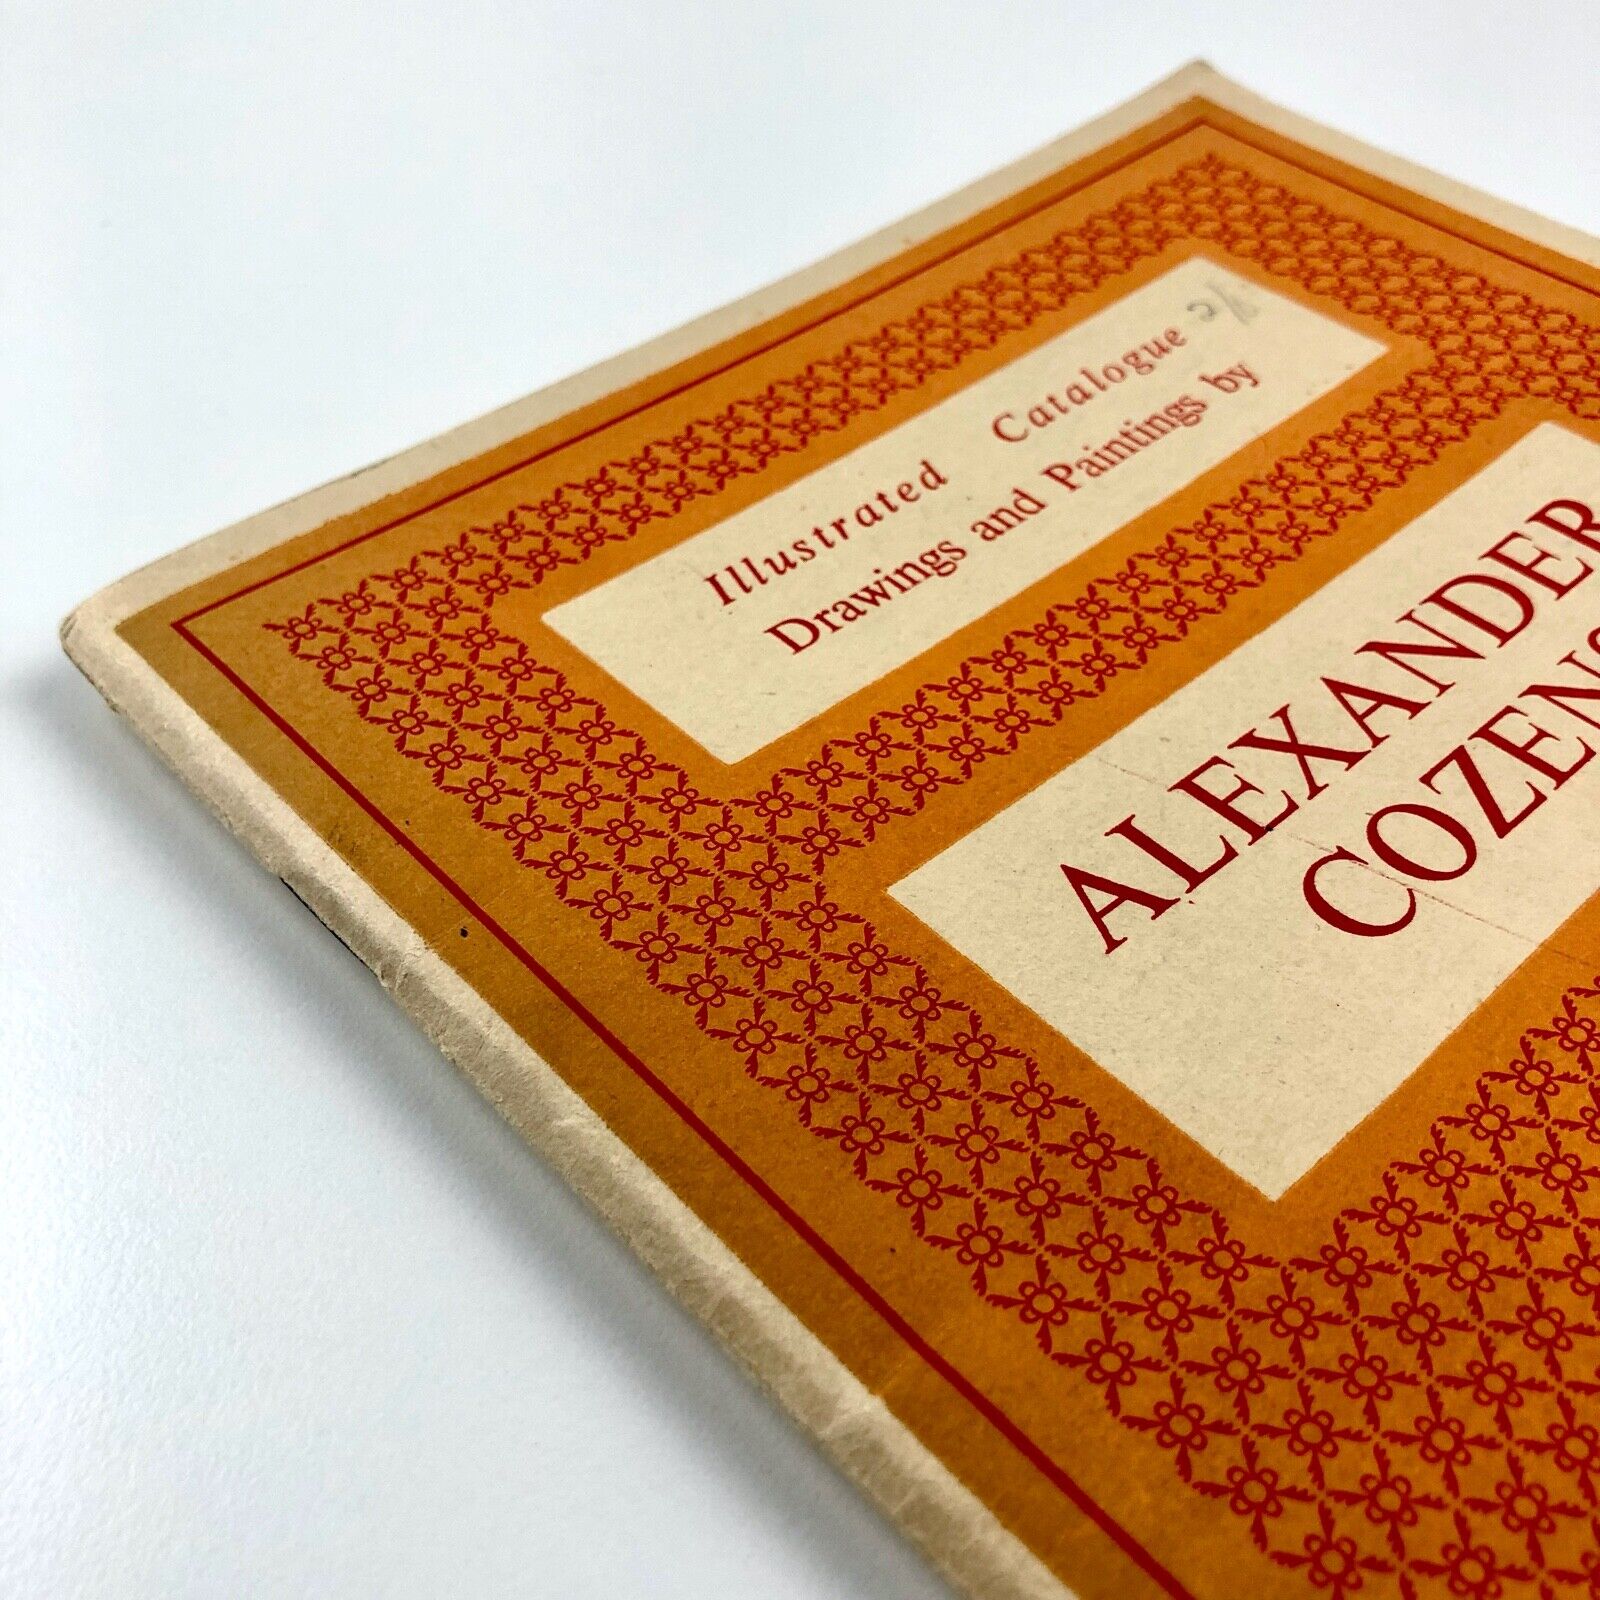 Illustrated Catalogue
Drawings and Paintings by
ALEXANDER
COZENS